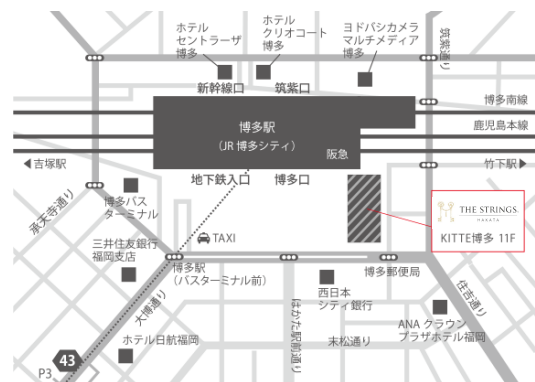 ホテル
セントラーザ
博多
ホテル
クリオコート
博多
ヨドバシカメラ
マルチメディア
博多
筑紫通り
新幹線口
筑紫口
博多南線
博多駅
(JR 博多シティ)
鹿児島本線
阪急
吉塚駅
竹下駅
地下鉄入口
博多口
承天寺通り
博多バス
ターミナル
THE STRINGS
HAKATA
KITTE博多 11F
TAXI
三井住友銀行
福岡支店
博多駅
(バスターミナル前)
博多郵便局
西日本
シティ銀行
住吉通り
大博通り
はかた駅前通り
ANA クラウン
プラザホテル福岡
ホテル日航福岡
末松通り
43
P3